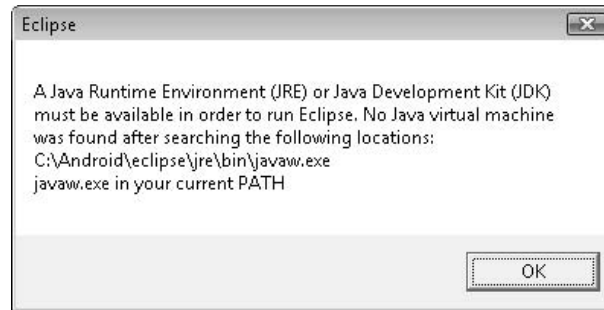 Eclipse
A Java Runtime Environment (JRE) or Java Development Kit (JDK)
must be available in order to run Eclipse. No Java virtual machine
was found after searching the following locations:
C:\Android\eclipse\jre\bin\javaw.exe
javaw.exe in your current PATH
OK